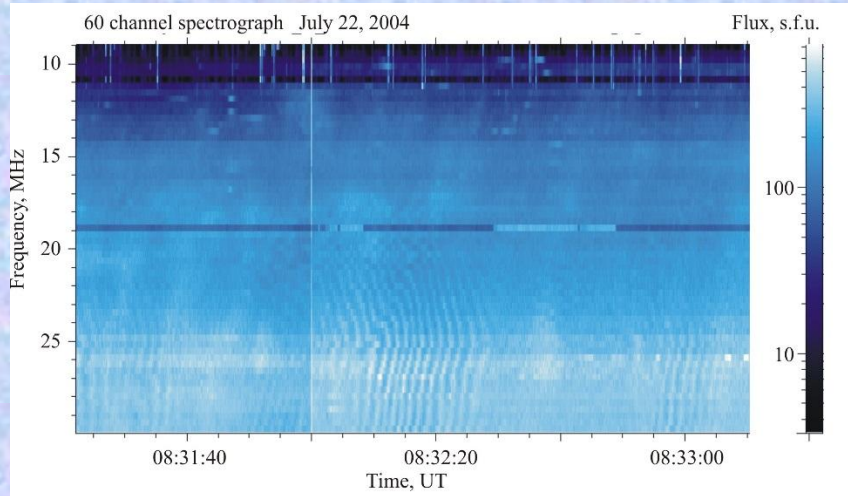 60 channel spectrograph July 22, 2004
Flux, s.f.u.
10
15
20
25
Frequency, MHz
100
10
08:31:40
08:32:20
08:33:00
Time, UT